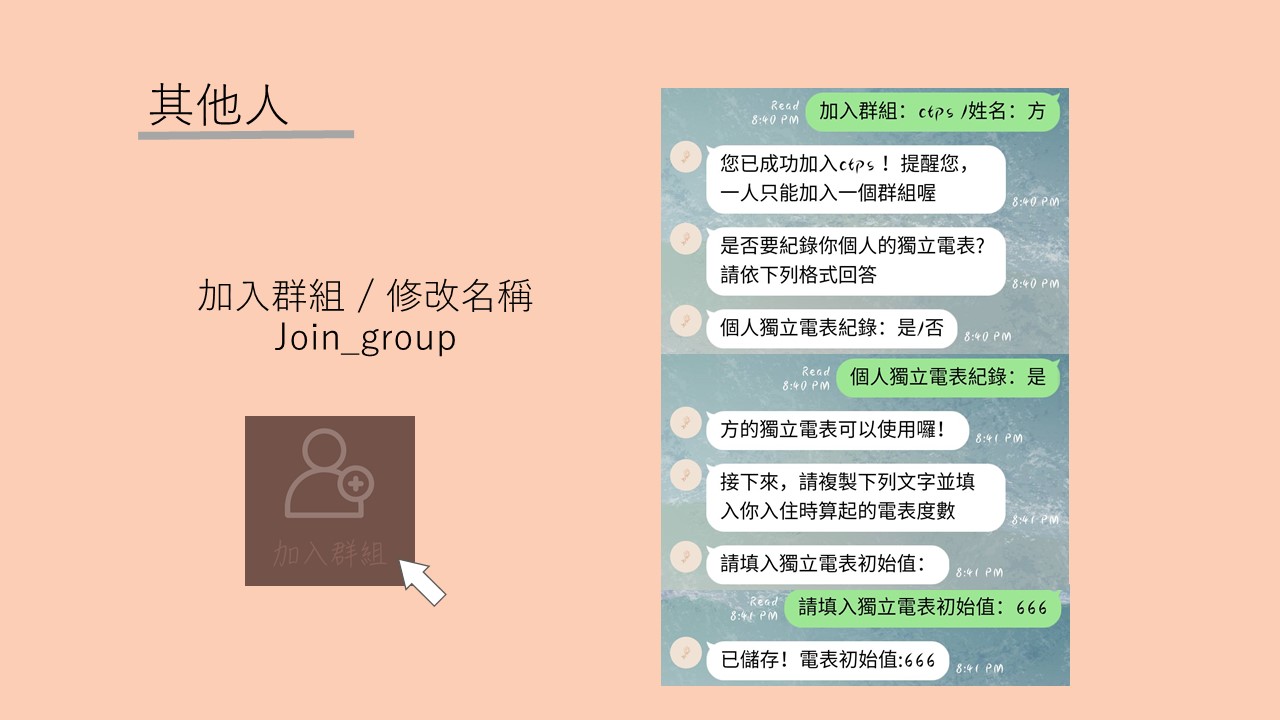 其他人
加入群組 / 修改名稱
Join_group
加入群組
Read
8:40 PM
加入群組：ctps /姓名：方
您已成功加入ctps！提醒您，
一人只能加入一個群組喔
8:40 PM
是否要紀錄你個人的獨立電表?
請依下列格式回答
8:40 PM
個人獨立電表紀錄：是/否
8:40 PM
Read
8:40 PM
個人獨立電表紀錄：是
方的獨立電表可以使用囉！
8:41 PM
接下來，請複製下列文字並填
入你入住時算起的電表度數
8:41 PM
請填入獨立電表初始值：
8:41 PM
Read
8:41 PM
請填入獨立電表初始值：666
已儲存！電表初始值:666
8:41 PM